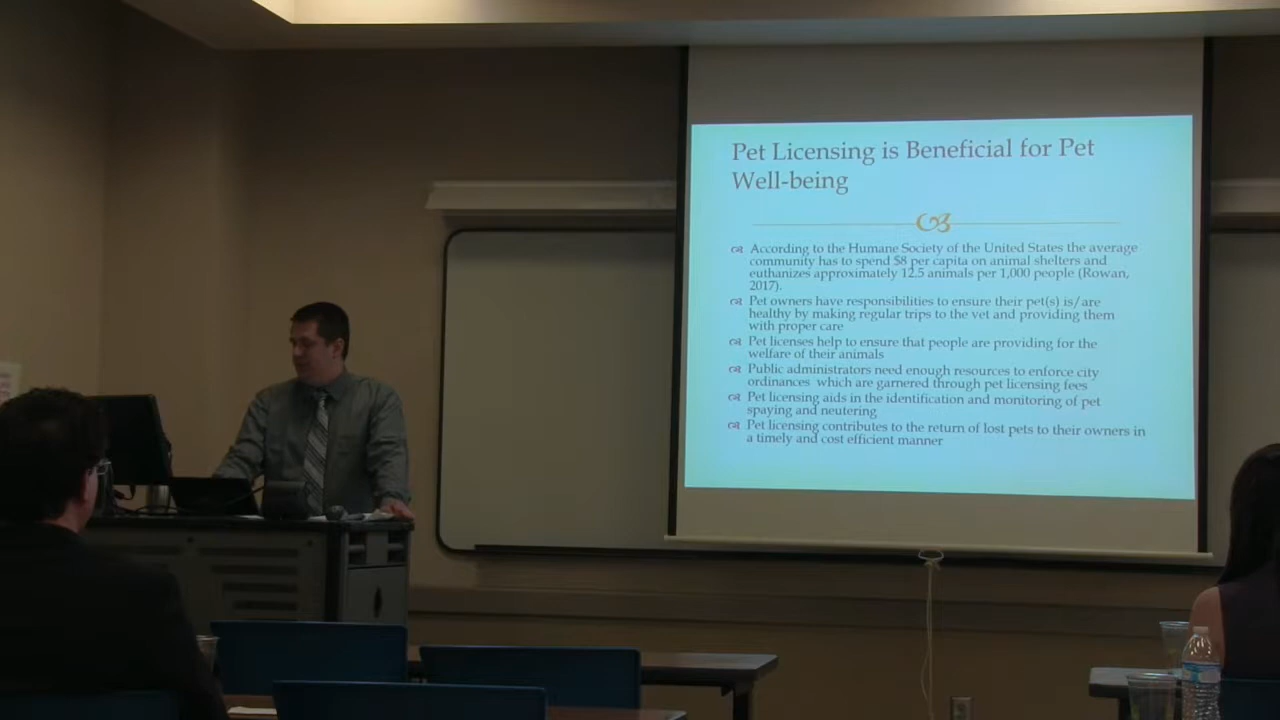 Pet Licensing is Beneficial for Pet
Well-being
According to the Humane Society of the United States the average
community has to spend $8 per capita on animal shelters and
euthanizes approximately 12.5 animals per 1,000 people (Rowan,
2017).
Pet owners have responsibilities to ensure their pet(s) is/are
healthy by making regular trips to the vet and providing them
with proper care
Pet licenses help to ensure that people are providing for the
welfare of their animals
Public administrators need enough resources to enforce city
ordinances which are garnered through pet licensing fees
Pet licensing aids in the identification and monitoring of pet
spaying and neutering
Pet licensing contributes to the return of lost pets to their owners in
a timely and cost efficient manner